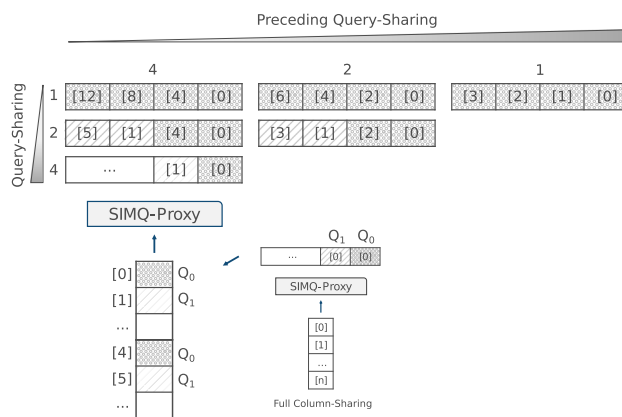 Preceding Query-Sharing
4 2 1
Query-Sharing
1 [12] [8] [4] [0] [6] [4] [2] [0] [3] [2] [1] [0]
2 [5] [1] [4] [0] [3] [1] [2] [0]
4 ... [1] [0]
SIMQ-Proxy
Q1 Q0
... [0] [0]
[0] Q0
[1] Q1
...
[4] Q0
[5] Q1
...
SIMQ-Proxy
[0]
[1]
...
[n]
Full Column-Sharing